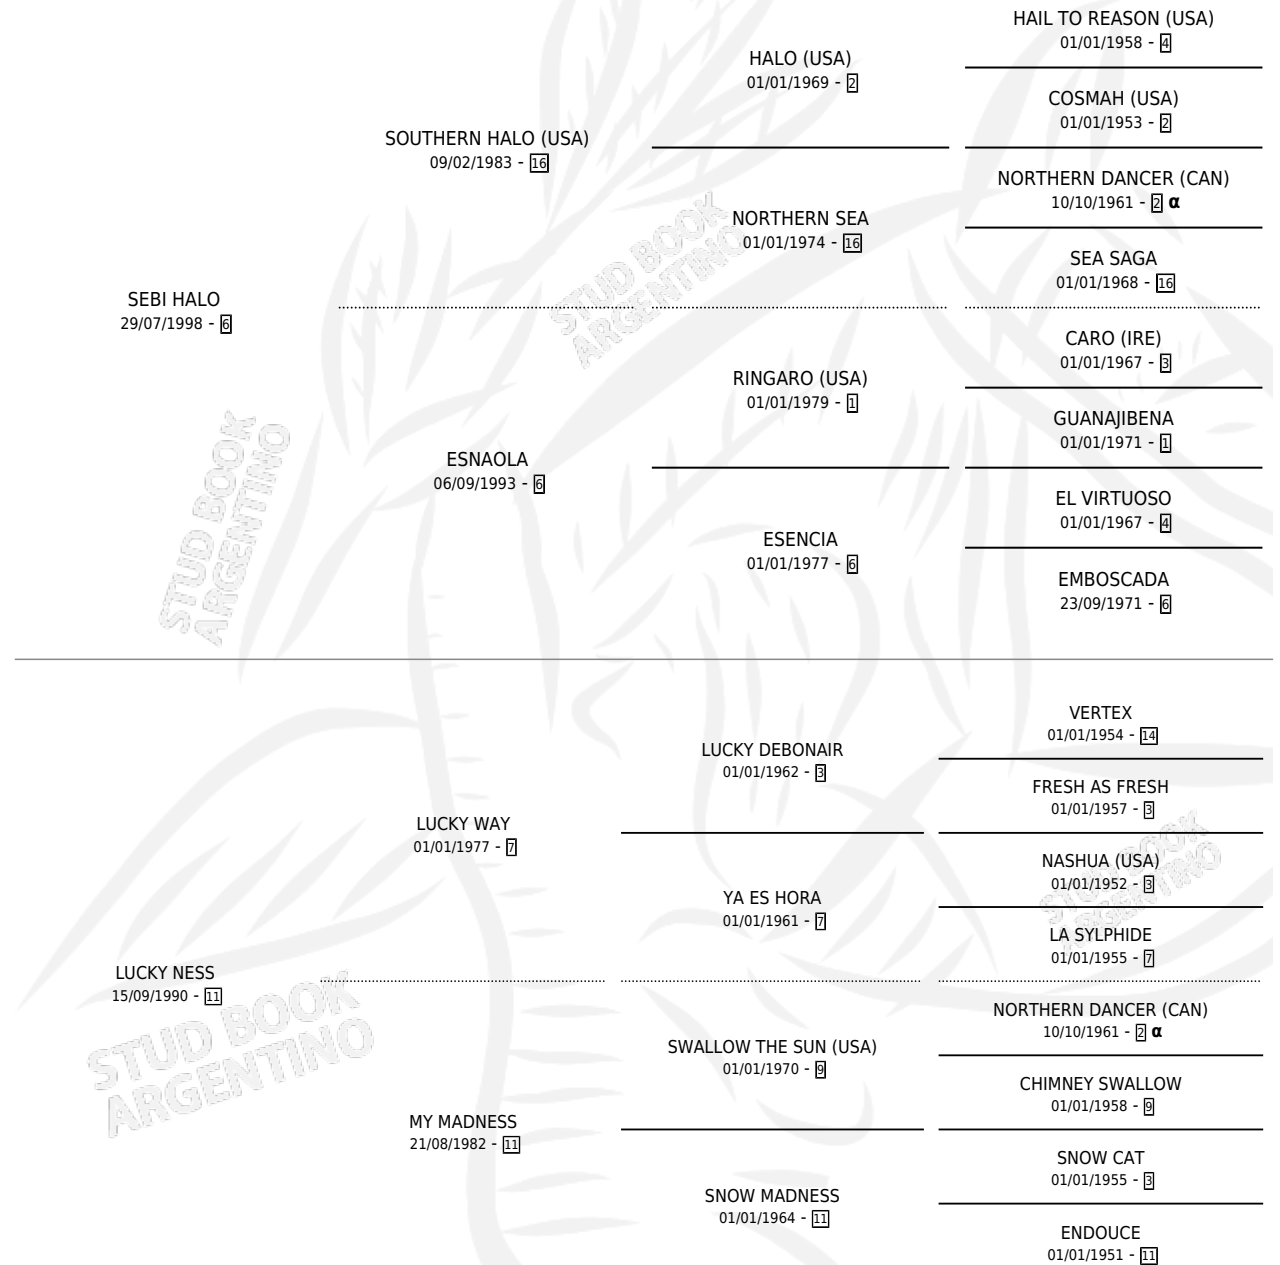 HAIL TO REASON (USA)
01/01/1958 - 4
HALO (USA)
01/01/1969 - 2
COSMAH (USA)
01/01/1953 - 2
SOUTHERN HALO (USA)
09/02/1983 - 16
NORTHERN DANCER (CAN)
10/10/1961 - 2 α
NORTHERN SEA
01/01/1974 - 16
SEA SAGA
01/01/1968 - 16
SEBI HALO
29/07/1998 - 6
CARO (IRE)
01/01/1967 - 3
RINGARO (USA)
01/01/1979 - 1
GUANAJIBENA
01/01/1971 - 1
ESNAOLA
06/09/1993 - 6
EL VIRTUOSO
01/01/1967 - 4
ESENCIA
01/01/1977 - 6
EMBOSCADA
23/09/1971 - 6
VERTEX
01/01/1954 - 14
LUCKY DEBONAIR
01/01/1962 - 3
FRESH AS FRESH
01/01/1957 - 3
LUCKY WAY
01/01/1977 - 7
NASHUA (USA)
01/01/1952 - 3
YA ES HORA
01/01/1961 - 7
LA SYLPHIDE
01/01/1955 - 7
LUCKY NESS
15/09/1990 - 11
NORTHERN DANCER (CAN)
10/10/1961 - 2 α
SWALLOW THE SUN (USA)
01/01/1970 - 9
CHIMNEY SWALLOW
01/01/1958 - 9
MY MADNESS
21/08/1982 - 11
SNOW CAT
01/01/1955 - 3
SNOW MADNESS
01/01/1964 - 11
ENDOUCE
01/01/1951 - 11
STUD BOOK
ARGENTINO
STUD BOOK
ARGENTINO
STUD BOOK
ARGENTINO
STUD BOOK
ARGENTINO